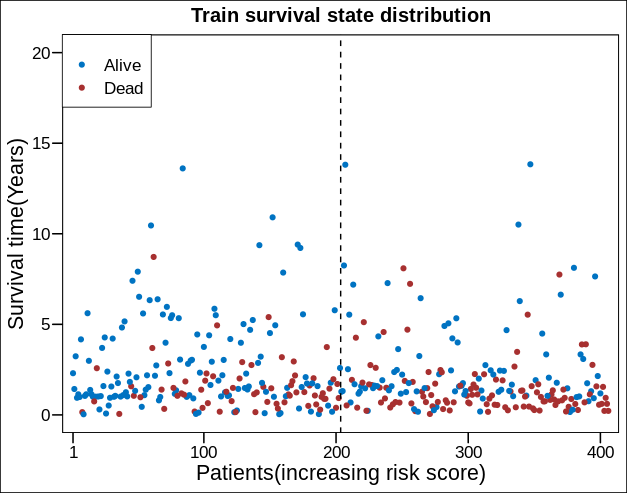 Train survival state distribution
Alive
Dead
Survival time(Years)
20
15
10
5
0
1
100
200
300
400
Patients(increasing risk score)